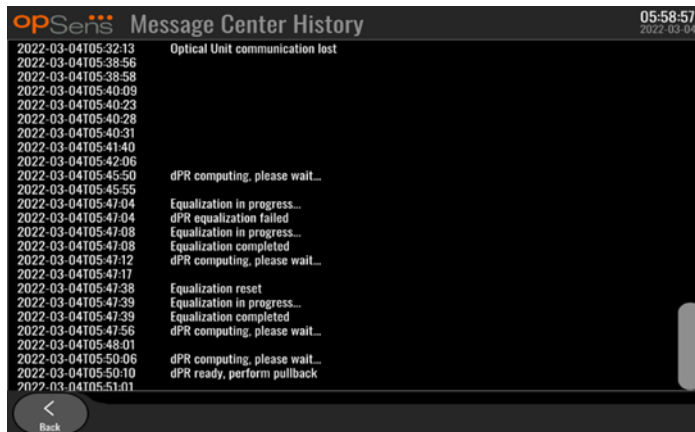 opSens Message Center History 05:58:57
2022-03-04
2022-03-04T05:32:13 Optical Unit communication lost
2022-03-04T05:38:56
2022-03-04T05:38:58
2022-03-04T05:40:09
2022-03-04T05:40:23
2022-03-04T05:40:28
2022-03-04T05:40:31
2022-03-04T05:41:40
2022-03-04T05:42:06
2022-03-04T05:45:50 dPR computing, please wait...
2022-03-04T05:45:55
2022-03-04T05:47:04 Equalization in progress...
2022-03-04T05:47:04 dPR equalization failed
2022-03-04T05:47:08 Equalization in progress...
2022-03-04T05:47:08 Equalization completed
2022-03-04T05:47:12 dPR computing, please wait...
2022-03-04T05:47:17
2022-03-04T05:47:38 Equalization reset
2022-03-04T05:47:39 Equalization in progress...
2022-03-04T05:47:39 Equalization completed
2022-03-04T05:47:56 dPR computing, please wait...
2022-03-04T05:48:01
2022-03-04T05:50:06 dPR computing, please wait...
2022-03-04T05:50:10 dPR ready, perform pullback
2022-03-04T05:51:01
Back